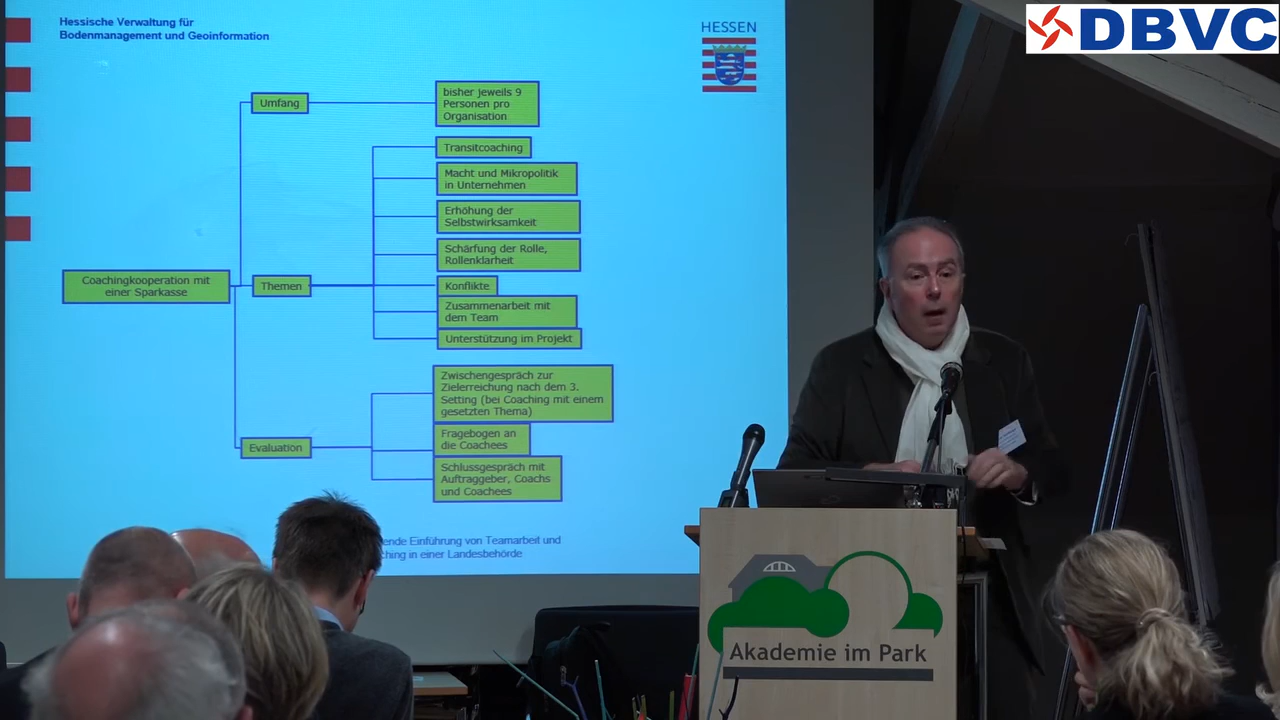 Hessische Verwaltung für
Bodenmanagement und Geoinformation
HESSEN
DBVC
Umfang
bisher jeweils 9
Personen pro
Organisation
Transitcoaching
Macht und Mikropolitik
in Unternehmen
Erhöhung der
Selbstwirksamkeit
Schärfung der Rolle,
Rollenklarheit
Coachingkooperation mit
einer Sparkasse
Themen
Konflikte
Zusammenarbeit mit
dem Team
Unterstützung im Projekt
Zwischengespräch zur
Zielerreichung nach dem 3.
Setting (bei Coaching mit einem
gesetzten Thema)
Evaluation
Fragebogen an
die Coachees
Schlussgespräch mit
Auftraggeber, Coachs
und Coachees
Einführung von Teamarbeit und
in einer Landesbehörde
Akademie im Park